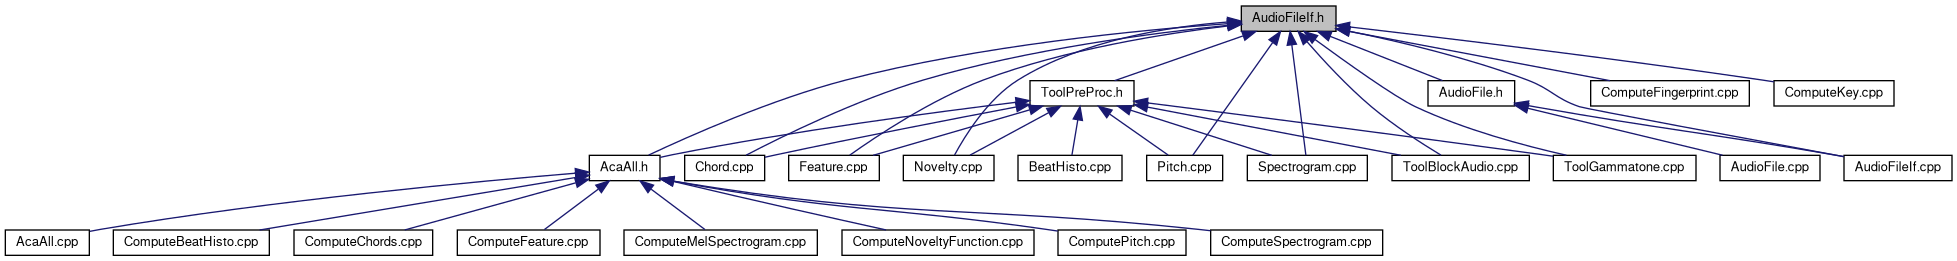 AudioFileIf.h
ToolPreProc.h
AudioFile.h
ComputeFingerprint.cpp
ComputeKey.cpp
AcaAll.h
Chord.cpp
Feature.cpp
Novelty.cpp
BeatHisto.cpp
Pitch.cpp
Spectrogram.cpp
ToolBlockAudio.cpp
ToolGammatone.cpp
AudioFile.cpp
AudioFileIf.cpp
AcaAll.cpp
ComputeBeatHisto.cpp
ComputeChords.cpp
ComputeFeature.cpp
ComputeMelSpectrogram.cpp
ComputeNoveltyFunction.cpp
ComputePitch.cpp
ComputeSpectrogram.cpp